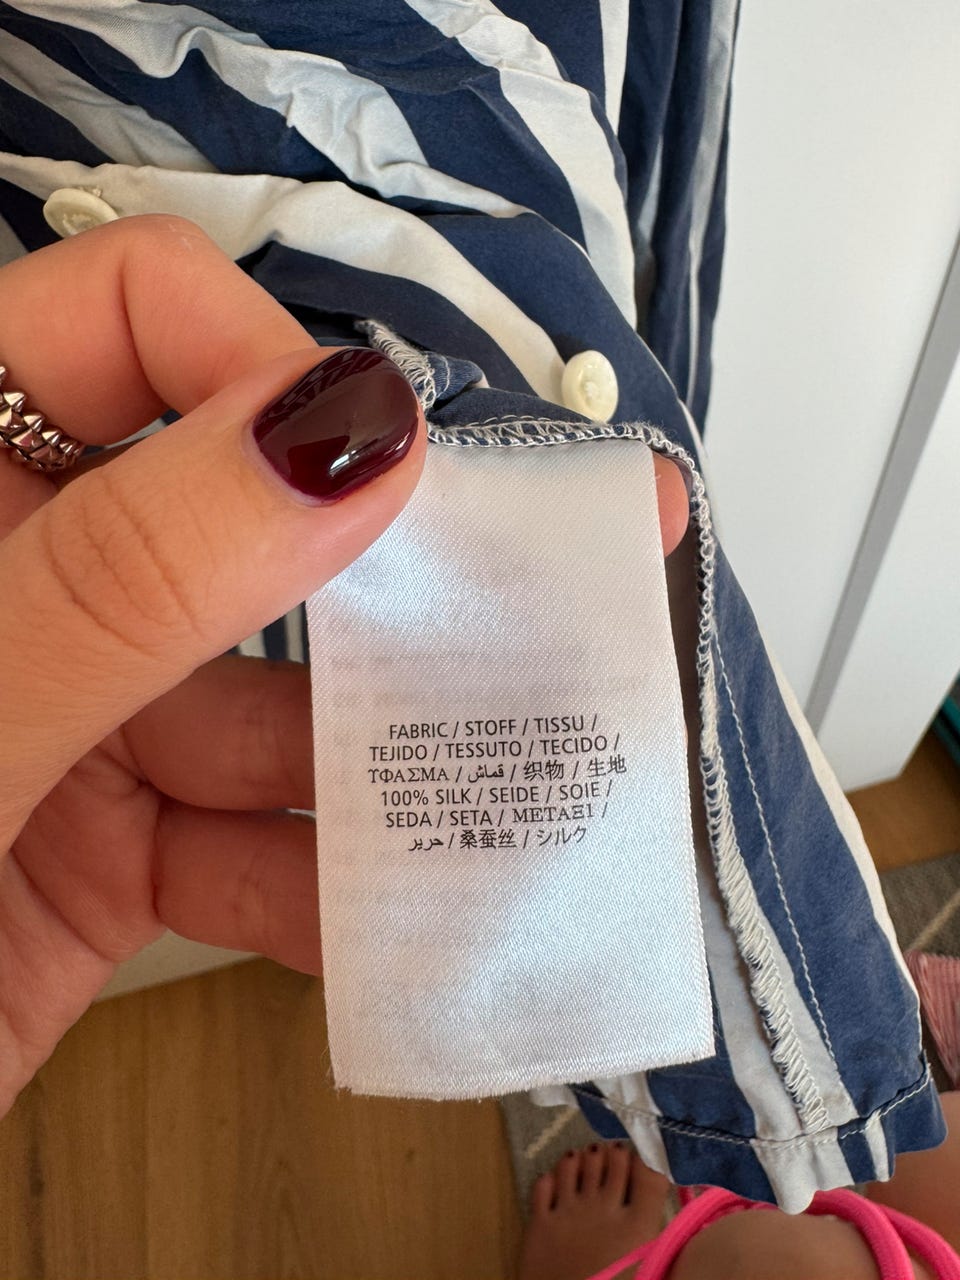 FABRIC / STOFF / TISSU /
TEJIDO / TESSUTO / TECIDO /
ΥΦΑΣΜΑ / قماش / 织物 / 生地
100% SILK / SEIDE / SOIE /
SEDA / SETA / ΜΕΤΑΞΙ /
حرير / 桑蚕丝 / シルク